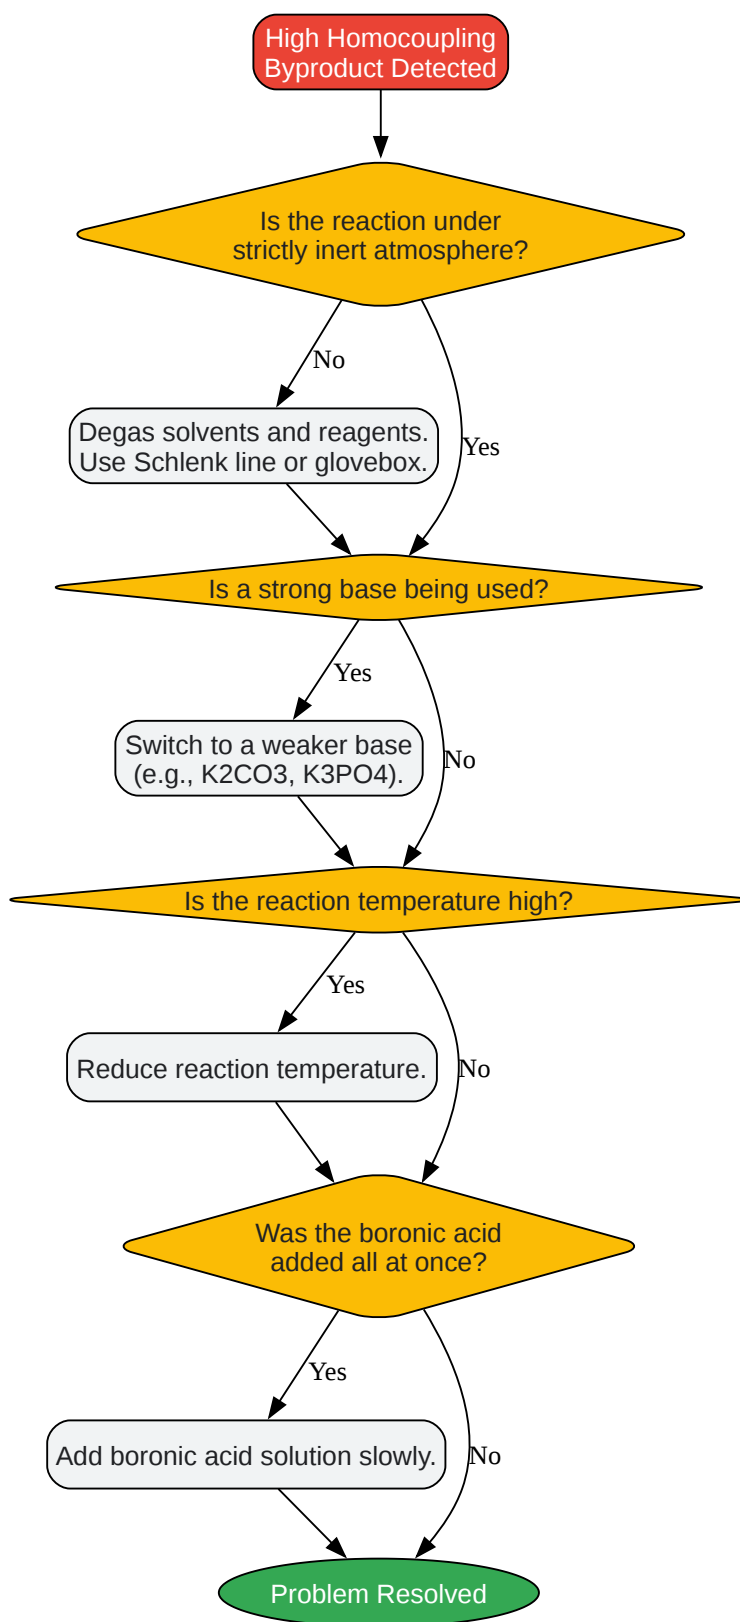 High Homocoupling
Byproduct Detected
Is the reaction under
strictly inert atmosphere?
No
Degas solvents and reagents.
Use Schlenk line or glovebox.
Yes
Is a strong base being used?
Yes
Switch to a weaker base
(e.g., K2CO3, K3PO4).
No
Is the reaction temperature high?
Yes
Reduce reaction temperature.
No
Was the boronic acid
added all at once?
Yes
Add boronic acid solution slowly.
No
Problem Resolved